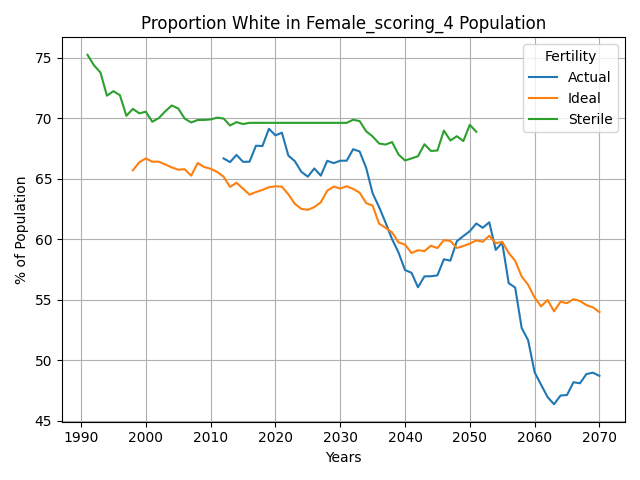 Proportion White in Female_scoring_4 Population
Fertility
Actual
Ideal
Sterile
% of Population
75
70
65
60
55
50
45
1990 2000 2010 2020 2030 2040 2050 2060 2070
Years